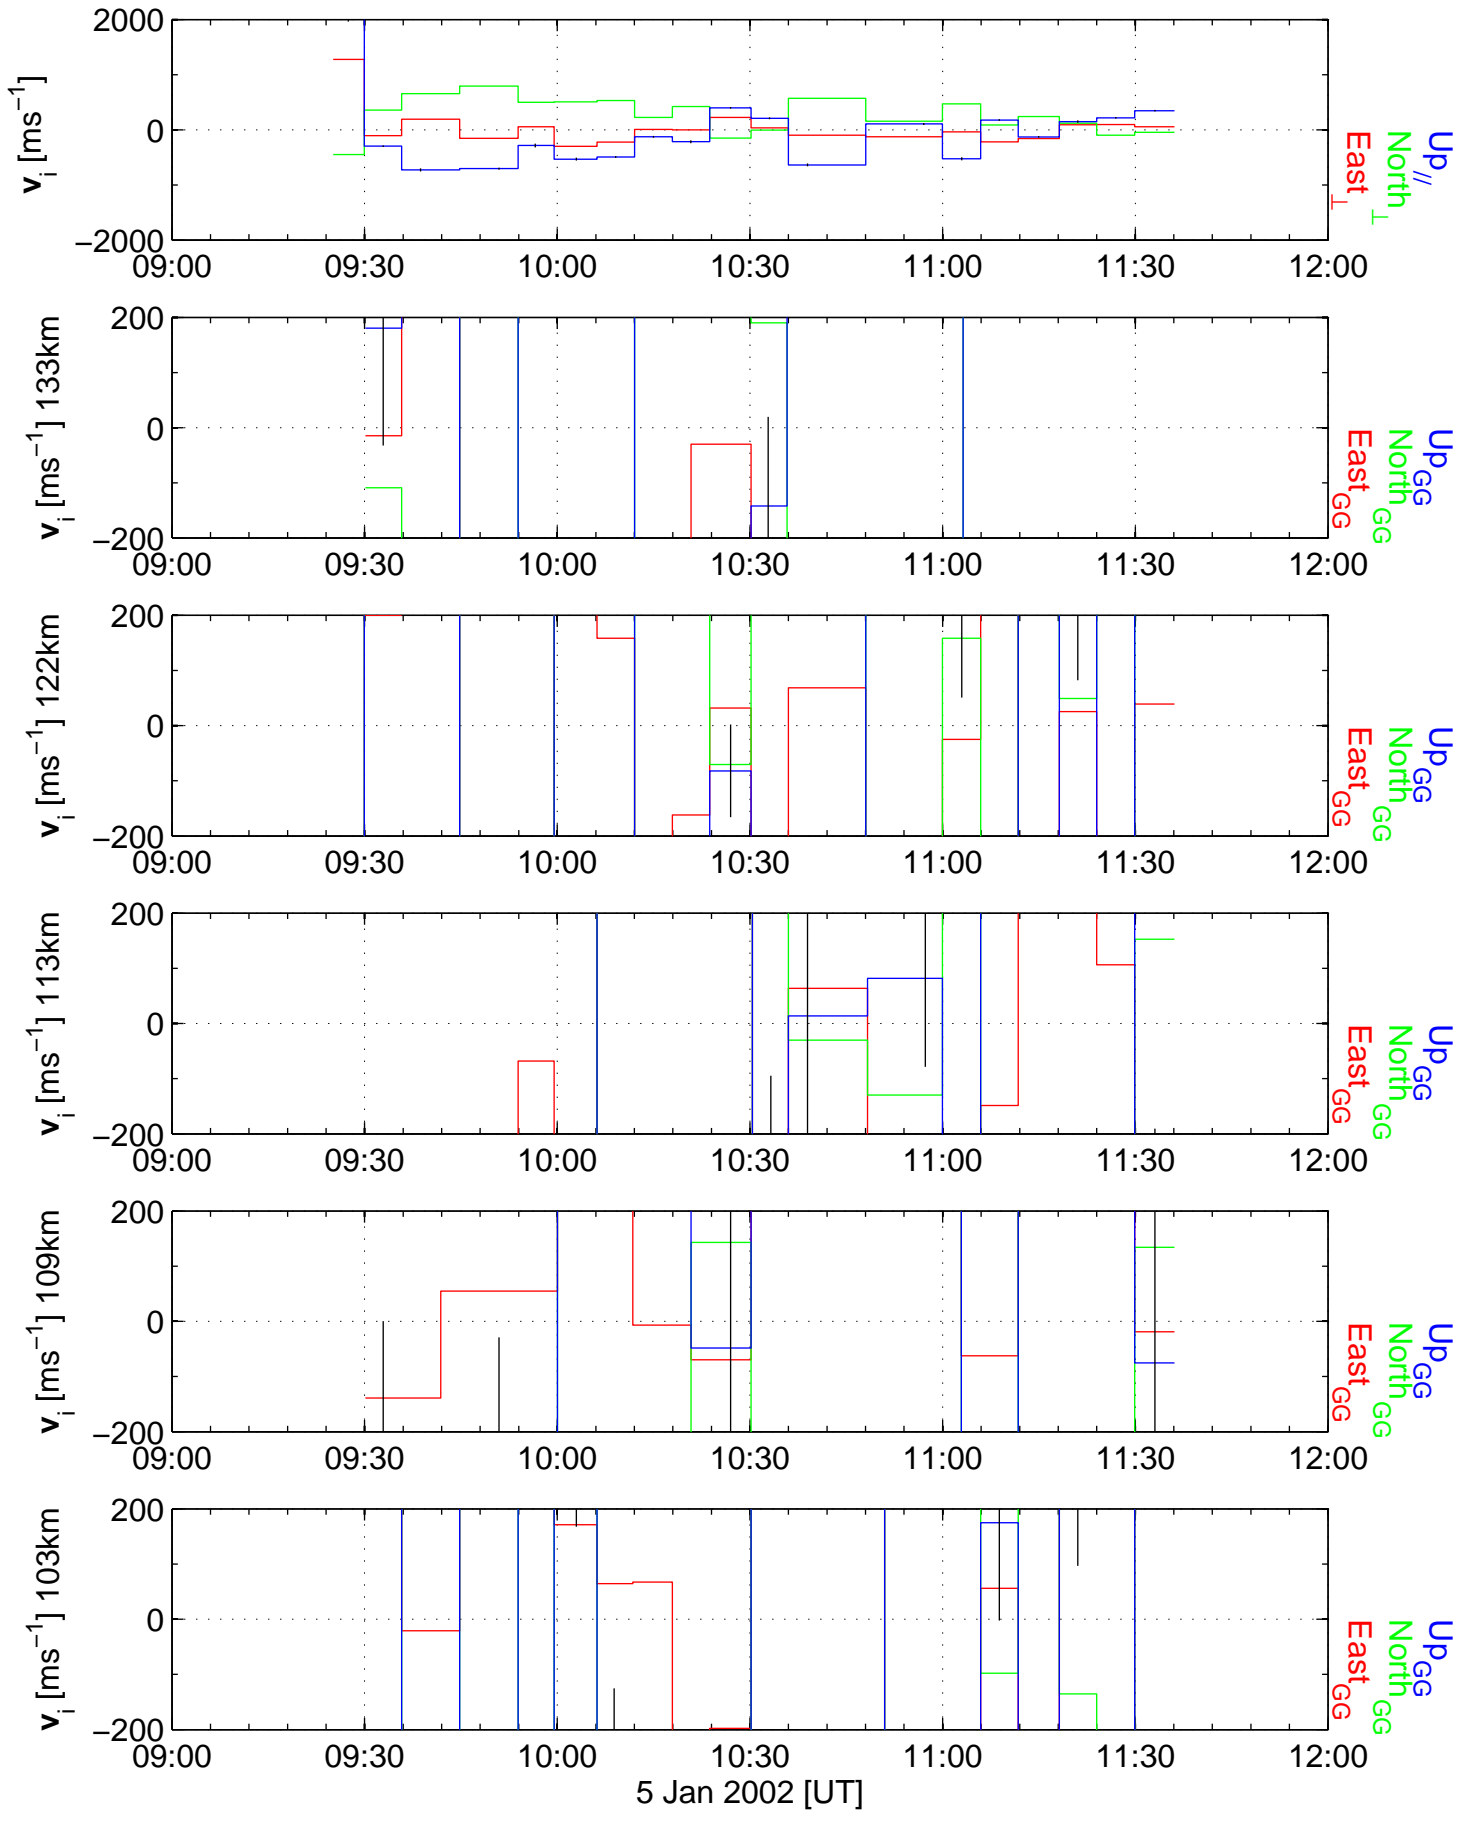 v_i [ms^−1]
2000
0
−2000
09:00 09:30 10:00 10:30 11:00 11:30 12:00
East_⊥
North_⊥
Up_//
v_i [ms^−1] 133km
200
0
−200
09:00 09:30 10:00 10:30 11:00 11:30 12:00
East_GG
North_GG
Up_GG
v_i [ms^−1] 122km
200
0
−200
09:00 09:30 10:00 10:30 11:00 11:30 12:00
East_GG
North_GG
Up_GG
v_i [ms^−1] 113km
200
0
−200
09:00 09:30 10:00 10:30 11:00 11:30 12:00
East_GG
North_GG
Up_GG
v_i [ms^−1] 109km
200
0
−200
09:00 09:30 10:00 10:30 11:00 11:30 12:00
East_GG
North_GG
Up_GG
v_i [ms^−1] 103km
200
0
−200
09:00 09:30 10:00 10:30 11:00 11:30 12:00
East_GG
North_GG
Up_GG
5 Jan 2002 [UT]